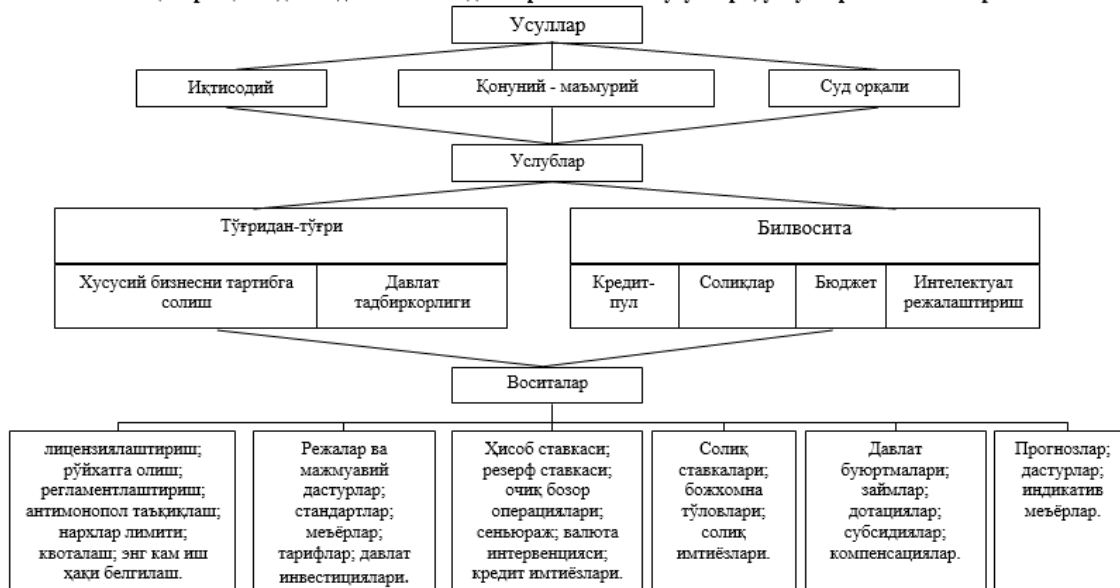 Усуллар
Иқтисодий
Қонуний - маъмурий
Суд орқали
Услублар
Тўғридан-тўғри
Билвосита
Хусусий бизнесни тартибга
солиш
Давлат
тадбиркорлиги
Кредит-
пул
Солиқлар
Бюджет
Интелектуал
режалаштириш
Воситалар
лицензиялаштириш;
рўйхатга олиш;
регламентлаштириш;
антимонопол таъқиқлаш;
нархлар лимити;
квоталаш; энг кам иш
ҳақи белгилаш.
Режалар ва
мажмуавий
дастурлар;
стандартлар;
меъёрлар;
тарифлар; давлат
инвестициялари.
Ҳисоб ставкаси;
резерф ставкаси;
очиқ бозор
операциялари;
сеньюраж; валюта
интервенцияси;
кредит имтиёзлари.
Солиқ
ставкалари;
божхомна
тўловлари;
солиқ
имтиёзлари.
Давлат
буюртмалари;
займлар;
дотациялар;
субсидиялар;
компенсациялар.
Прогнозлар;
дастурлар;
индикатив
меъёрлар.